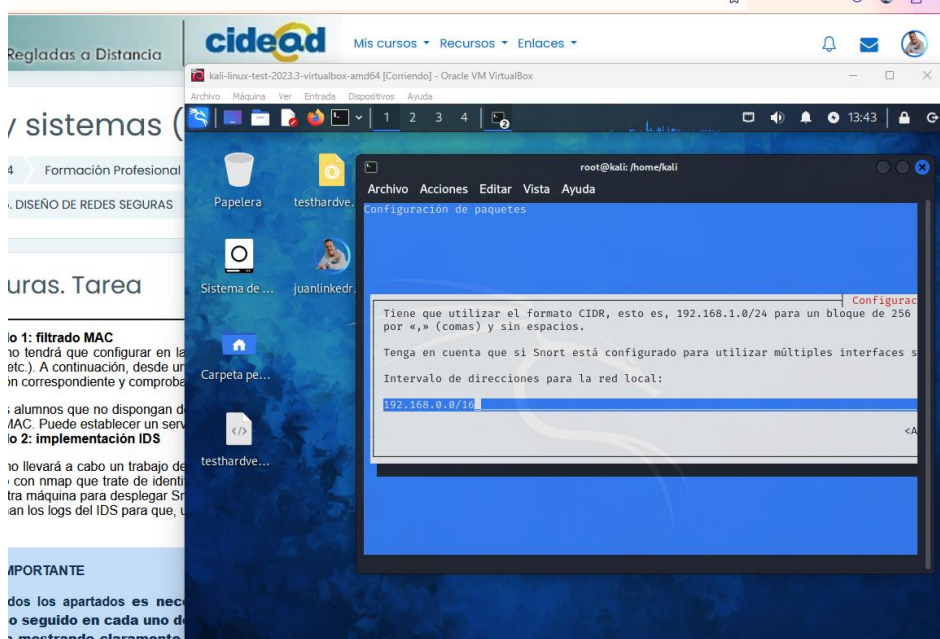 Regladas a Distancia
cidead
Mis cursos Recursos Enlaces
kali-linux-test-2023.3-virtualbox-amd64 [Corriendo] - Oracle VM VirtualBox
Archivo Máquina Ver Entrada Dispositivos Ayuda
1 2 3 4
2
13:43
y sistemas (
4
Formación Profesional
. DISEÑO DE REDES SEGURAS
Papelera
testhardve.
Sistema de ...
juanlinkedr.
Carpeta pe...
testhardve...
root@kali: /home/kali
Archivo Acciones Editar Vista Ayuda
Configuración de paquetes
Configurac
Tiene que utilizar el formato CIDR, esto es, 192.168.1.0/24 para un bloque de 256
por «,» (comas) y sin espacios.
Tenga en cuenta que si Snort está configurado para utilizar múltiples interfaces s
Intervalo de direcciones para la red local:
192.168.0.0/16
<A
uras. Tarea
lo 1: filtrado MAC
no tendrá que configurar en la
etc.). A continuación, desde un
ón correspondiente y comproba
s alumnos que no dispongan d
MAC. Puede establecer un serv
lo 2: implementación IDS
no llevará a cabo un trabajo de
o con nmap que trate de identi
tra máquina para desplegar Sn
nan los logs del IDS para que, u
MPORTANTE
dos los apartados es nece
o seguido en cada uno d
mostrando claramente